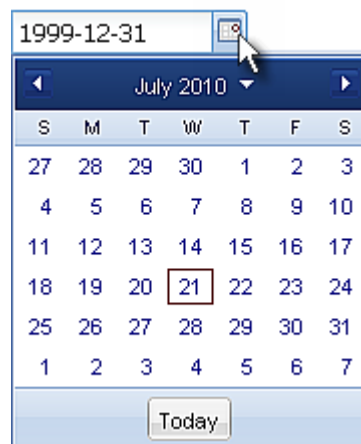 1999-12-31
July 2010
S M T W T F S
27 28 29 30 1 2 3
4 5 6 7 8 9 10
11 12 13 14 15 16 17
18 19 20 21 22 23 24
25 26 27 28 29 30 31
1 2 3 4 5 6 7
Today